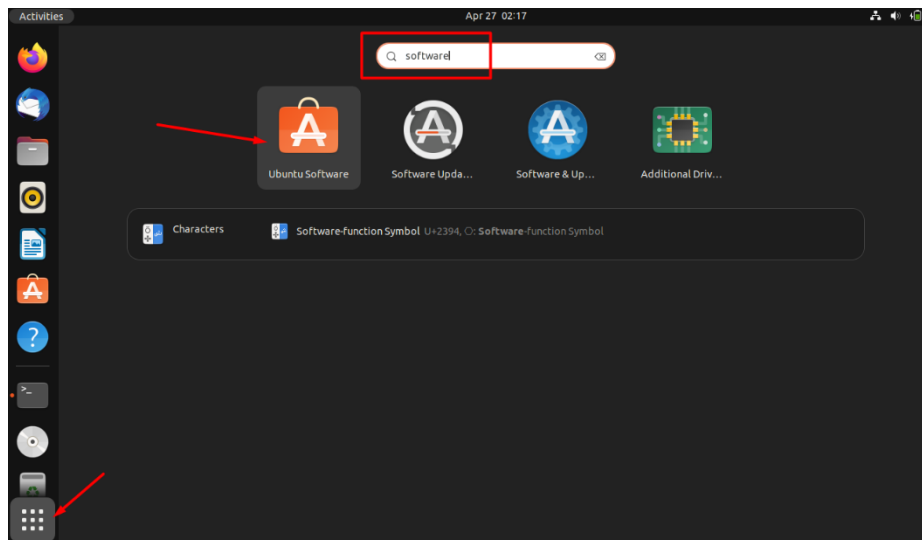 Activities
Apr 27 02:17
software
Ubuntu Software
Software Upda...
Software & Up...
Additional Driv...
Characters
Software-function Symbol U+2394, ⎔: Software-function Symbol